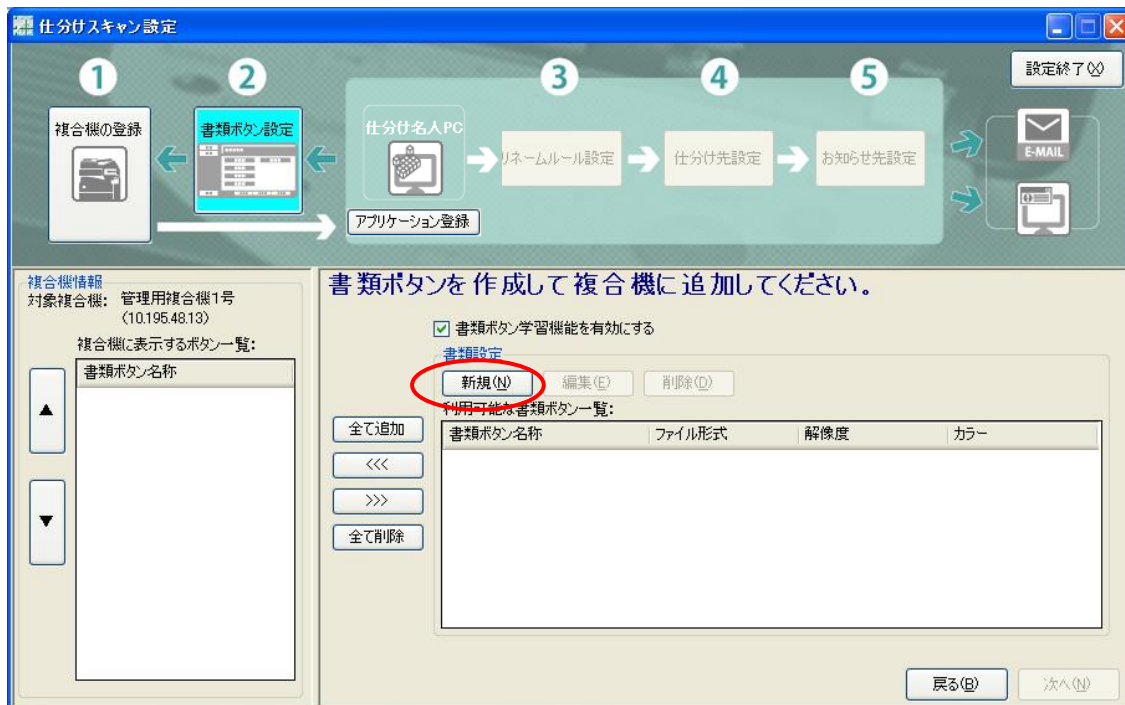 仕分けスキャン設定
1
2
3
4
5
設定終了(X)
複合機の登録
書類ボタン設定
仕分け名人PC
リネームルール設定
仕分け先設定
お知らせ先設定
E-MAIL
アプリケーション登録
複合機情報
対象複合機: 管理用複合機1号
(10.195.48.13)
複合機に表示するボタン一覧:
書類ボタン名称
▲
▼
書類ボタンを作成して複合機に追加してください。
書類ボタン学習機能を有効にする
書類設定
新規(N) 編集(E) 削除(D)
利用可能な書類ボタン一覧:
書類ボタン名称 ファイル形式 解像度 カラー
全て追加
<<<
>>>
全て削除
戻る(B) 次へ(N)